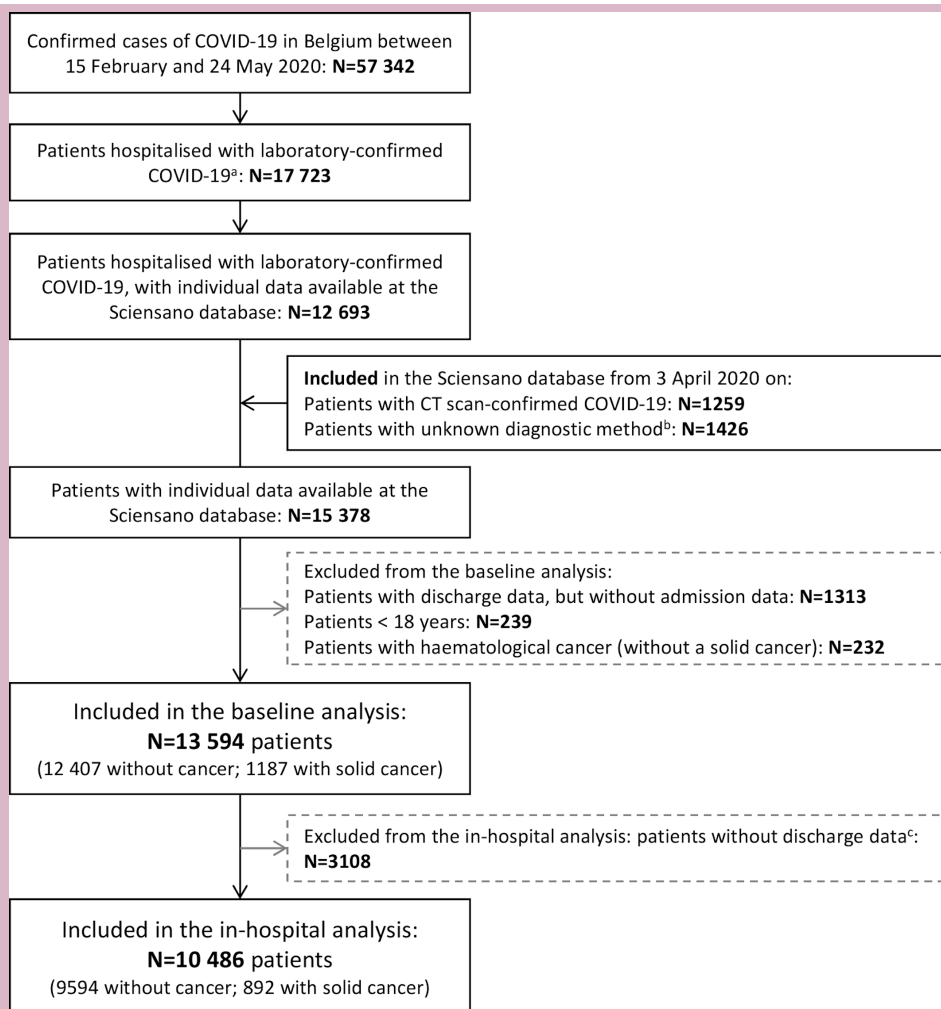 Confirmed cases of COVID-19 in Belgium between
15 February and 24 May 2020: N=57 342
Patients hospitalised with laboratory-confirmed
COVID-19ᵃ: N=17 723
Patients hospitalised with laboratory-confirmed
COVID-19, with individual data available at the
Sciensano database: N=12 693
Included in the Sciensano database from 3 April 2020 on:
Patients with CT scan-confirmed COVID-19: N=1259
Patients with unknown diagnostic methodᵇ: N=1426
Patients with individual data available at the
Sciensano database: N=15 378
Excluded from the baseline analysis:
Patients with discharge data, but without admission data: N=1313
Patients < 18 years: N=239
Patients with haematological cancer (without a solid cancer): N=232
Included in the baseline analysis:
N=13 594 patients
(12 407 without cancer; 1187 with solid cancer)
Excluded from the in-hospital analysis: patients without discharge dataᶜ:
N=3108
Included in the in-hospital analysis:
N=10 486 patients
(9594 without cancer; 892 with solid cancer)